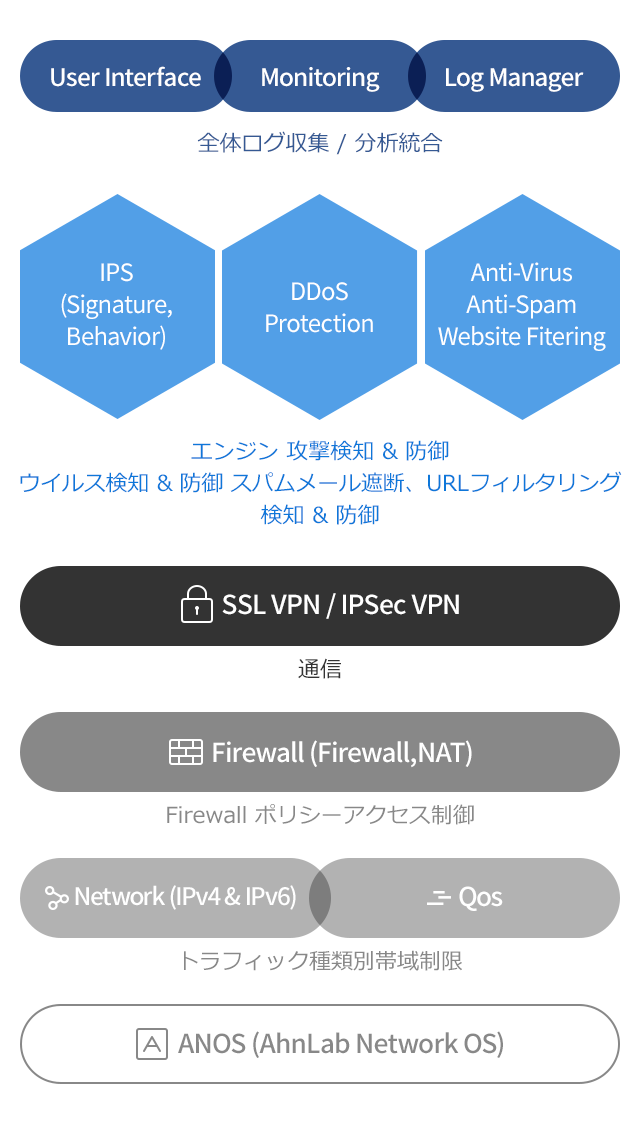 User Interface
Monitoring
Log Manager
全体ログ収集 / 分析統合
IPS
(Signature,
Behavior)
DDoS
Protection
Anti-Virus
Anti-Spam
Website Fitering
エンジン 攻撃検知 & 防御
ウイルス検知 & 防御 スパムメール遮断、URLフィルタリング
検知 & 防御
SSL VPN / IPSec VPN
通信
Firewall (Firewall,NAT)
Firewall ポリシーアクセス制御
Network (IPv4 & IPv6)
Qos
トラフィック種類別帯域制限
ANOS (AhnLab Network OS)